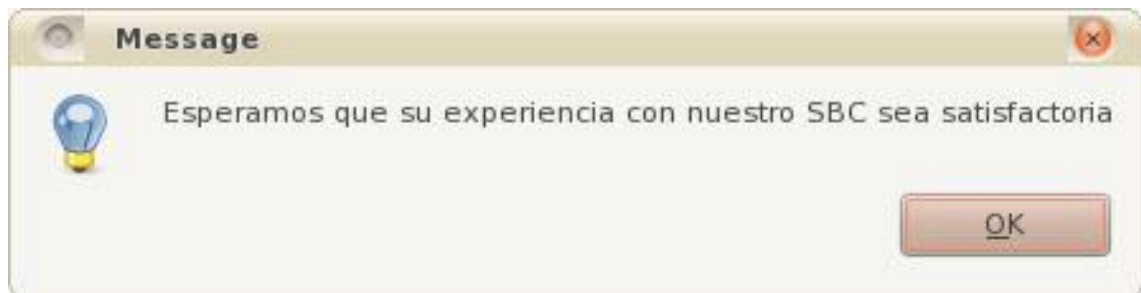 Message
Esperamos que su experiencia con nuestro SBC sea satisfactoria
OK